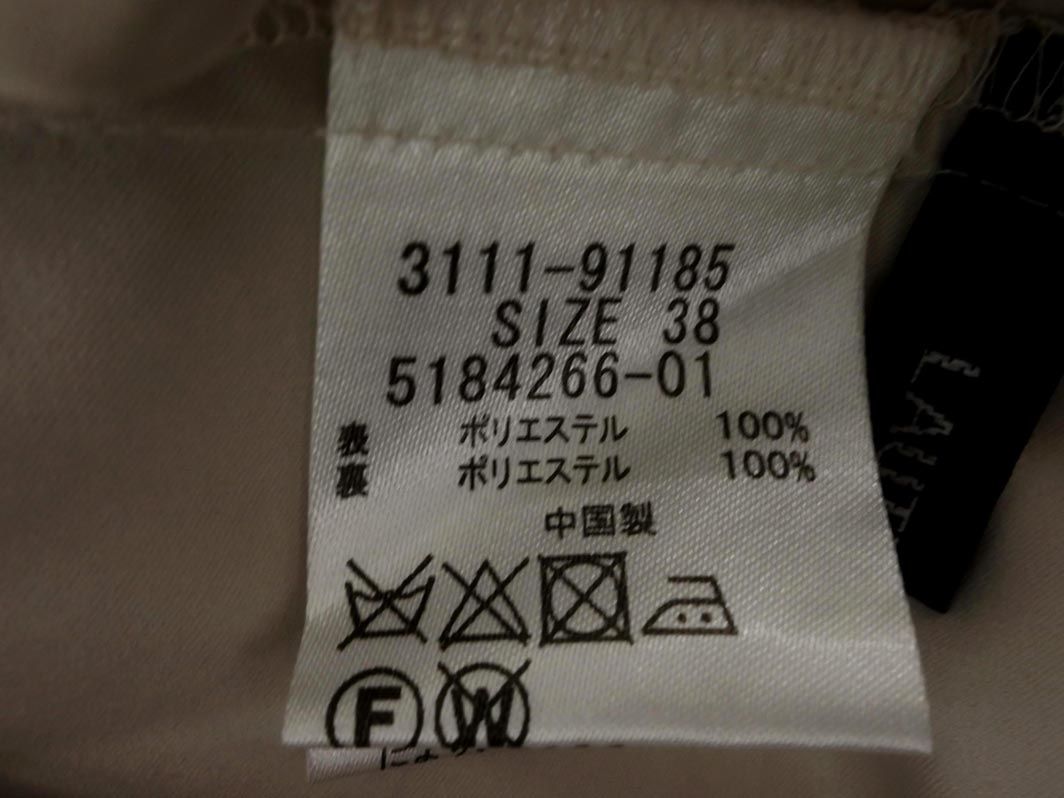 3111-91185
SIZE 38
5184266-01
表 ポリエステル 100%
裏 ポリエステル 100%
中国製
F W